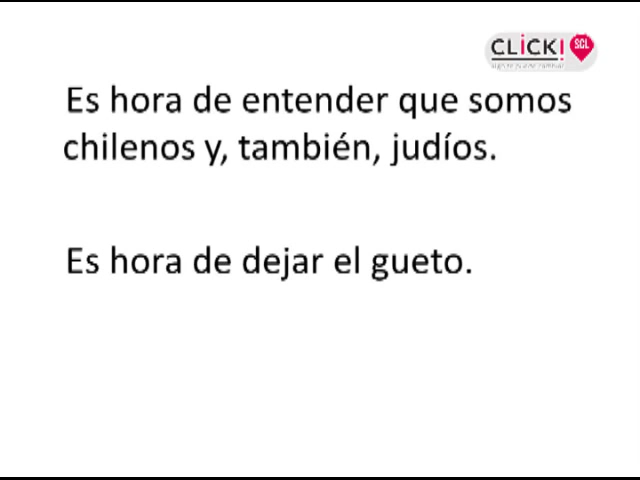 CLiCK! SCL
Es hora de entender que somos
chilenos y, también, judíos.
Es hora de dejar el gueto.